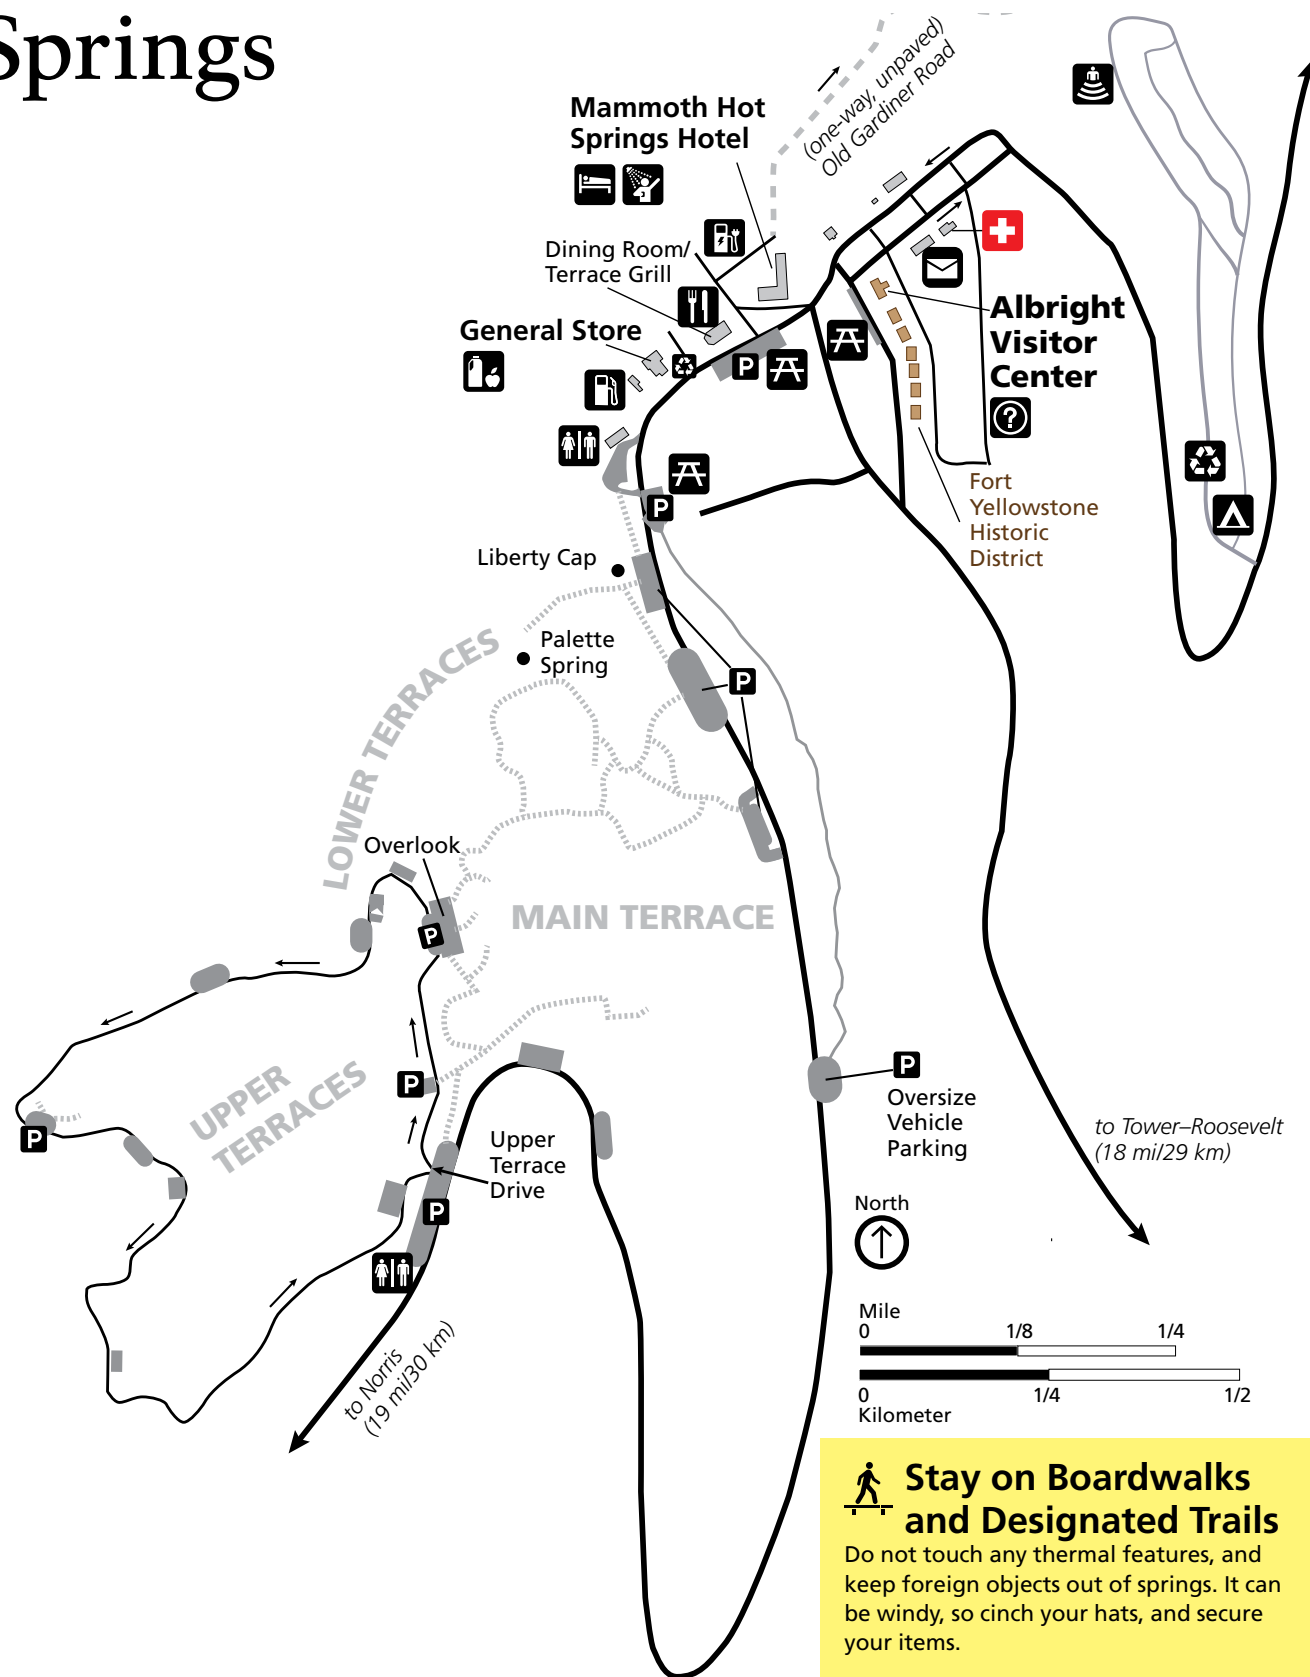 Springs
(one-way, unpaved)
Old Gardiner Road
Mammoth Hot
Springs Hotel
Dining Room/
Terrace Grill
General Store
P
Albright
Visitor
Center
?
P
Fort
Yellowstone
Historic
District
Liberty Cap
Palette
Spring
P
LOWER TERRACES
Overlook
P
MAIN TERRACE
P
P
UPPER
TERRACES
P
Oversize
Vehicle
Parking
Upper
Terrace
Drive
P
to Tower–Roosevelt
(18 mi/29 km)
North
to Norris
(19 mi/30 km)
Mile
0 1/8 1/4
0 1/4 1/2
Kilometer
Stay on Boardwalks
and Designated Trails
Do not touch any thermal features, and
keep foreign objects out of springs. It can
be windy, so cinch your hats, and secure
your items.